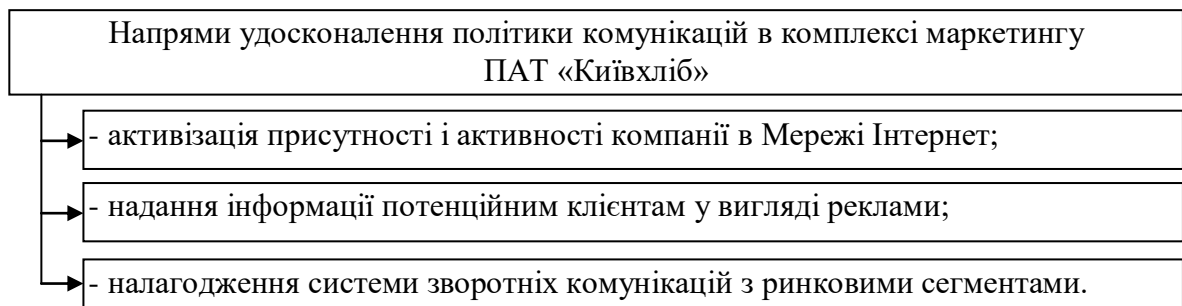 Напрями удосконалення політики комунікацій в комплексі маркетингу
ПАТ «Київхліб»
- активізація присутності і активності компанії в Мережі Інтернет;
- надання інформації потенційним клієнтам у вигляді реклами;
- налагодження системи зворотніх комунікацій з ринковими сегментами.